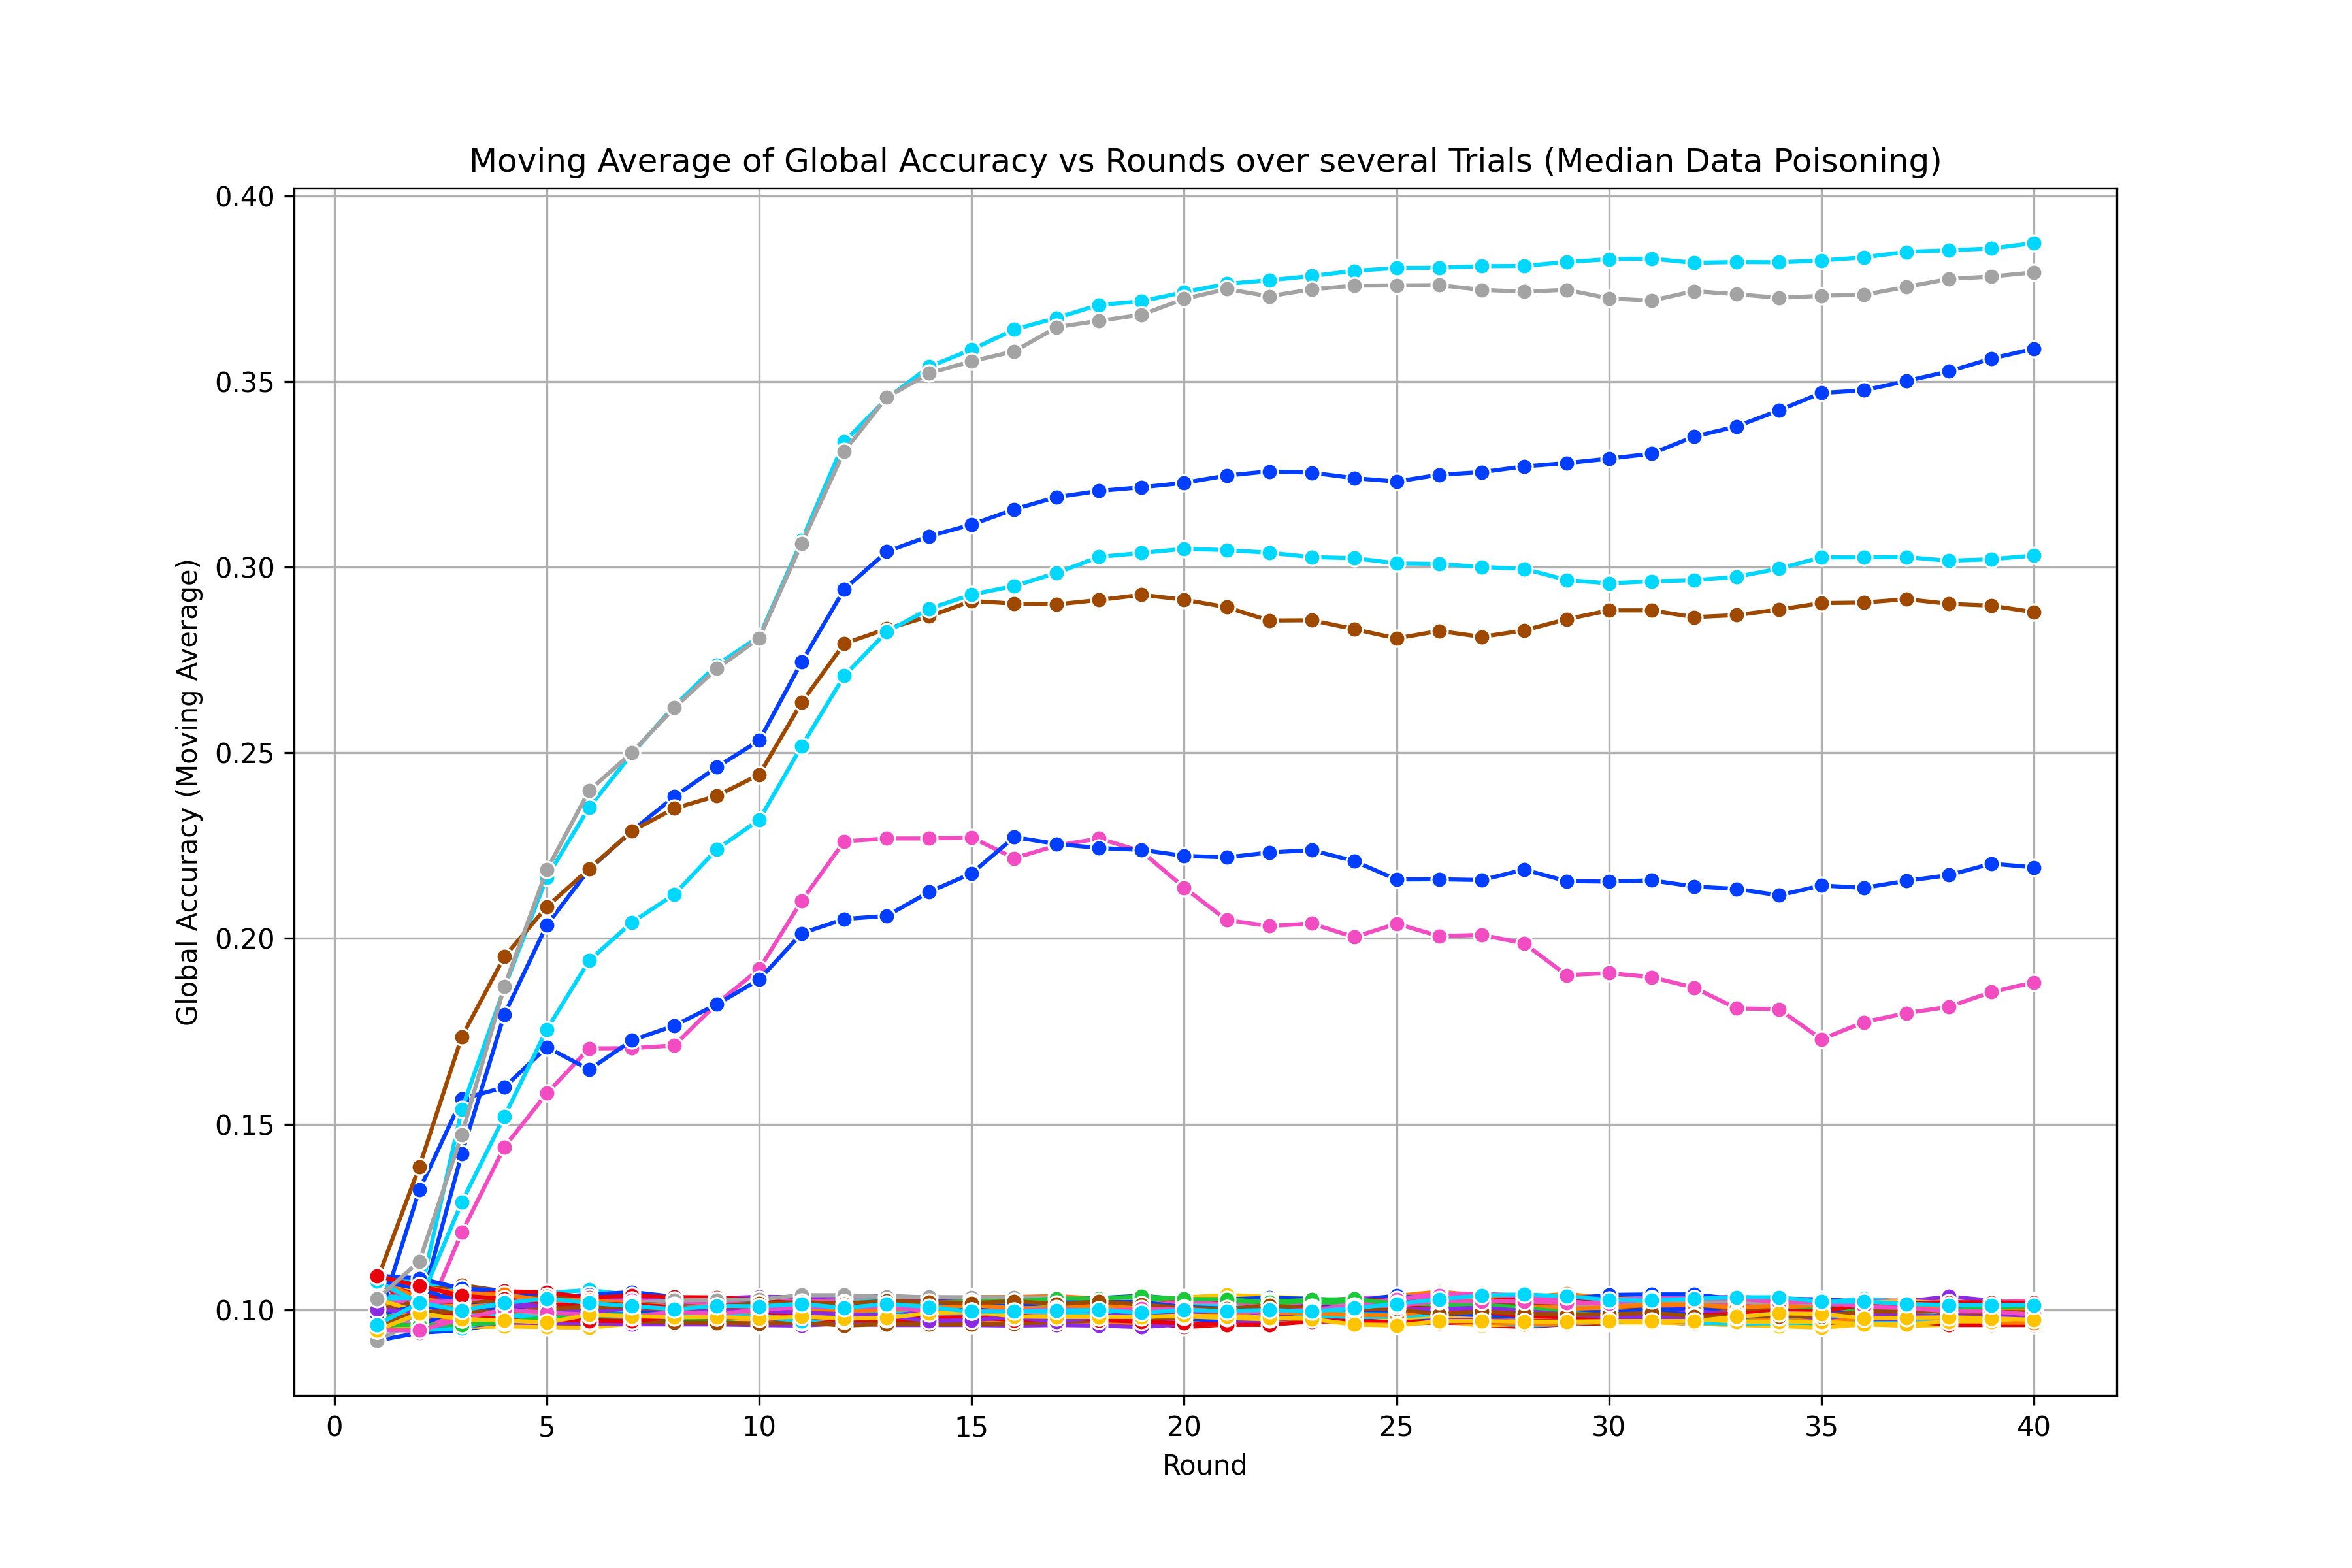 Moving Average of Global Accuracy vs Rounds over several Trials (Median Data Poisoning)
Global Accuracy (Moving Average)
0.40
0.35
0.30
0.25
0.20
0.15
0.10
0 5 10 15 20 25 30 35 40
Round